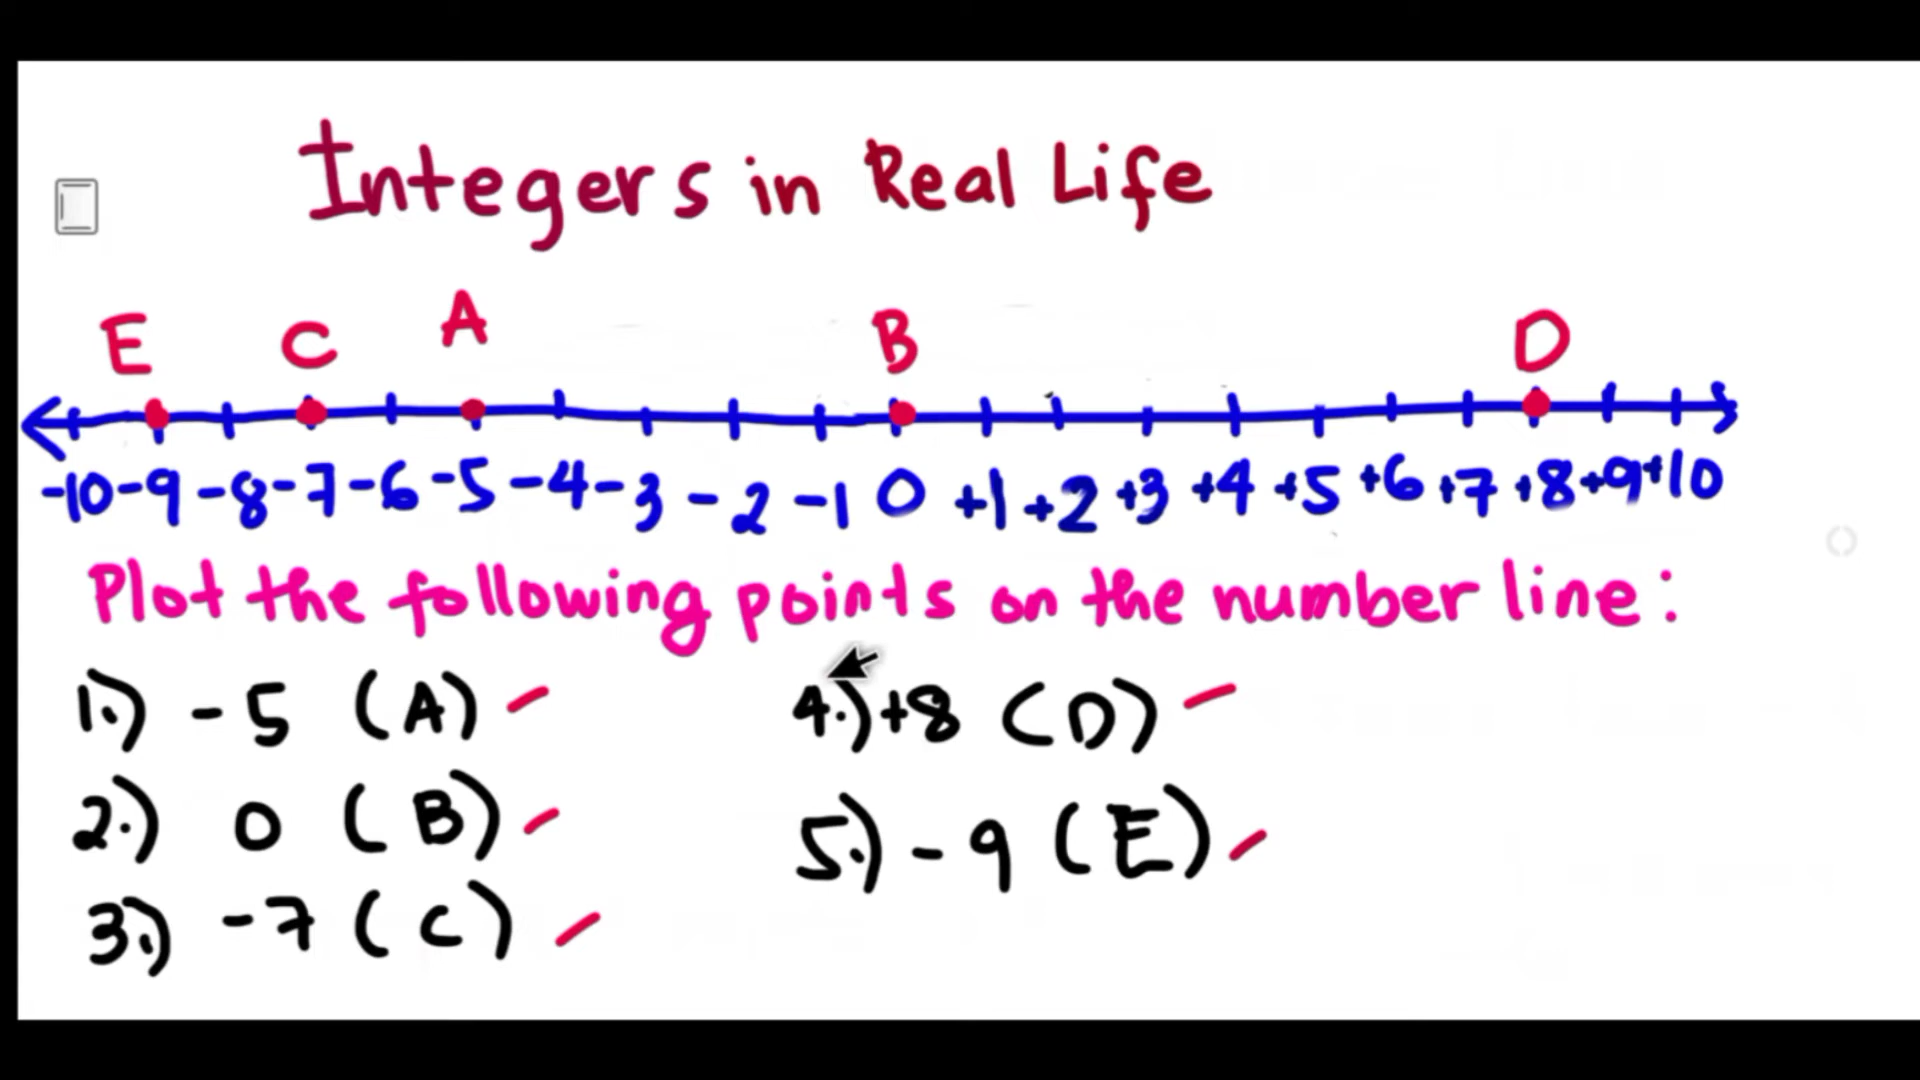 Integers in Real Life
E C A B D
-10 -9 -8 -7 -6 -5 -4 -3 -2 -1 0 +1 +2 +3 +4 +5 +6 +7 +8 +9 +10
Plot the following points on the number line:
1.) -5 (A)
2.) 0 (B)
3.) -7 (C)
4.) +8 (D)
5.) -9 (E)